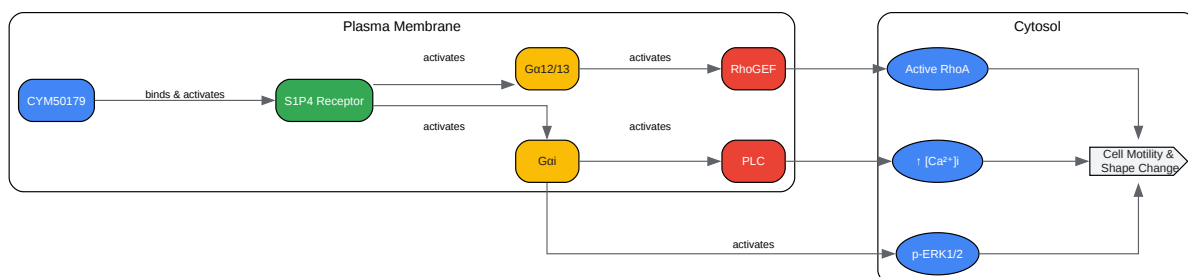 Plasma Membrane
Cytosol
activates
activates
Gα12/13
RhoGEF
Active RhoA
CYM50179
binds & activates
S1P4 Receptor
activates
activates
Gαi
PLC
↑ [Ca²⁺]i
Cell Motility &
Shape Change
activates
p-ERK1/2